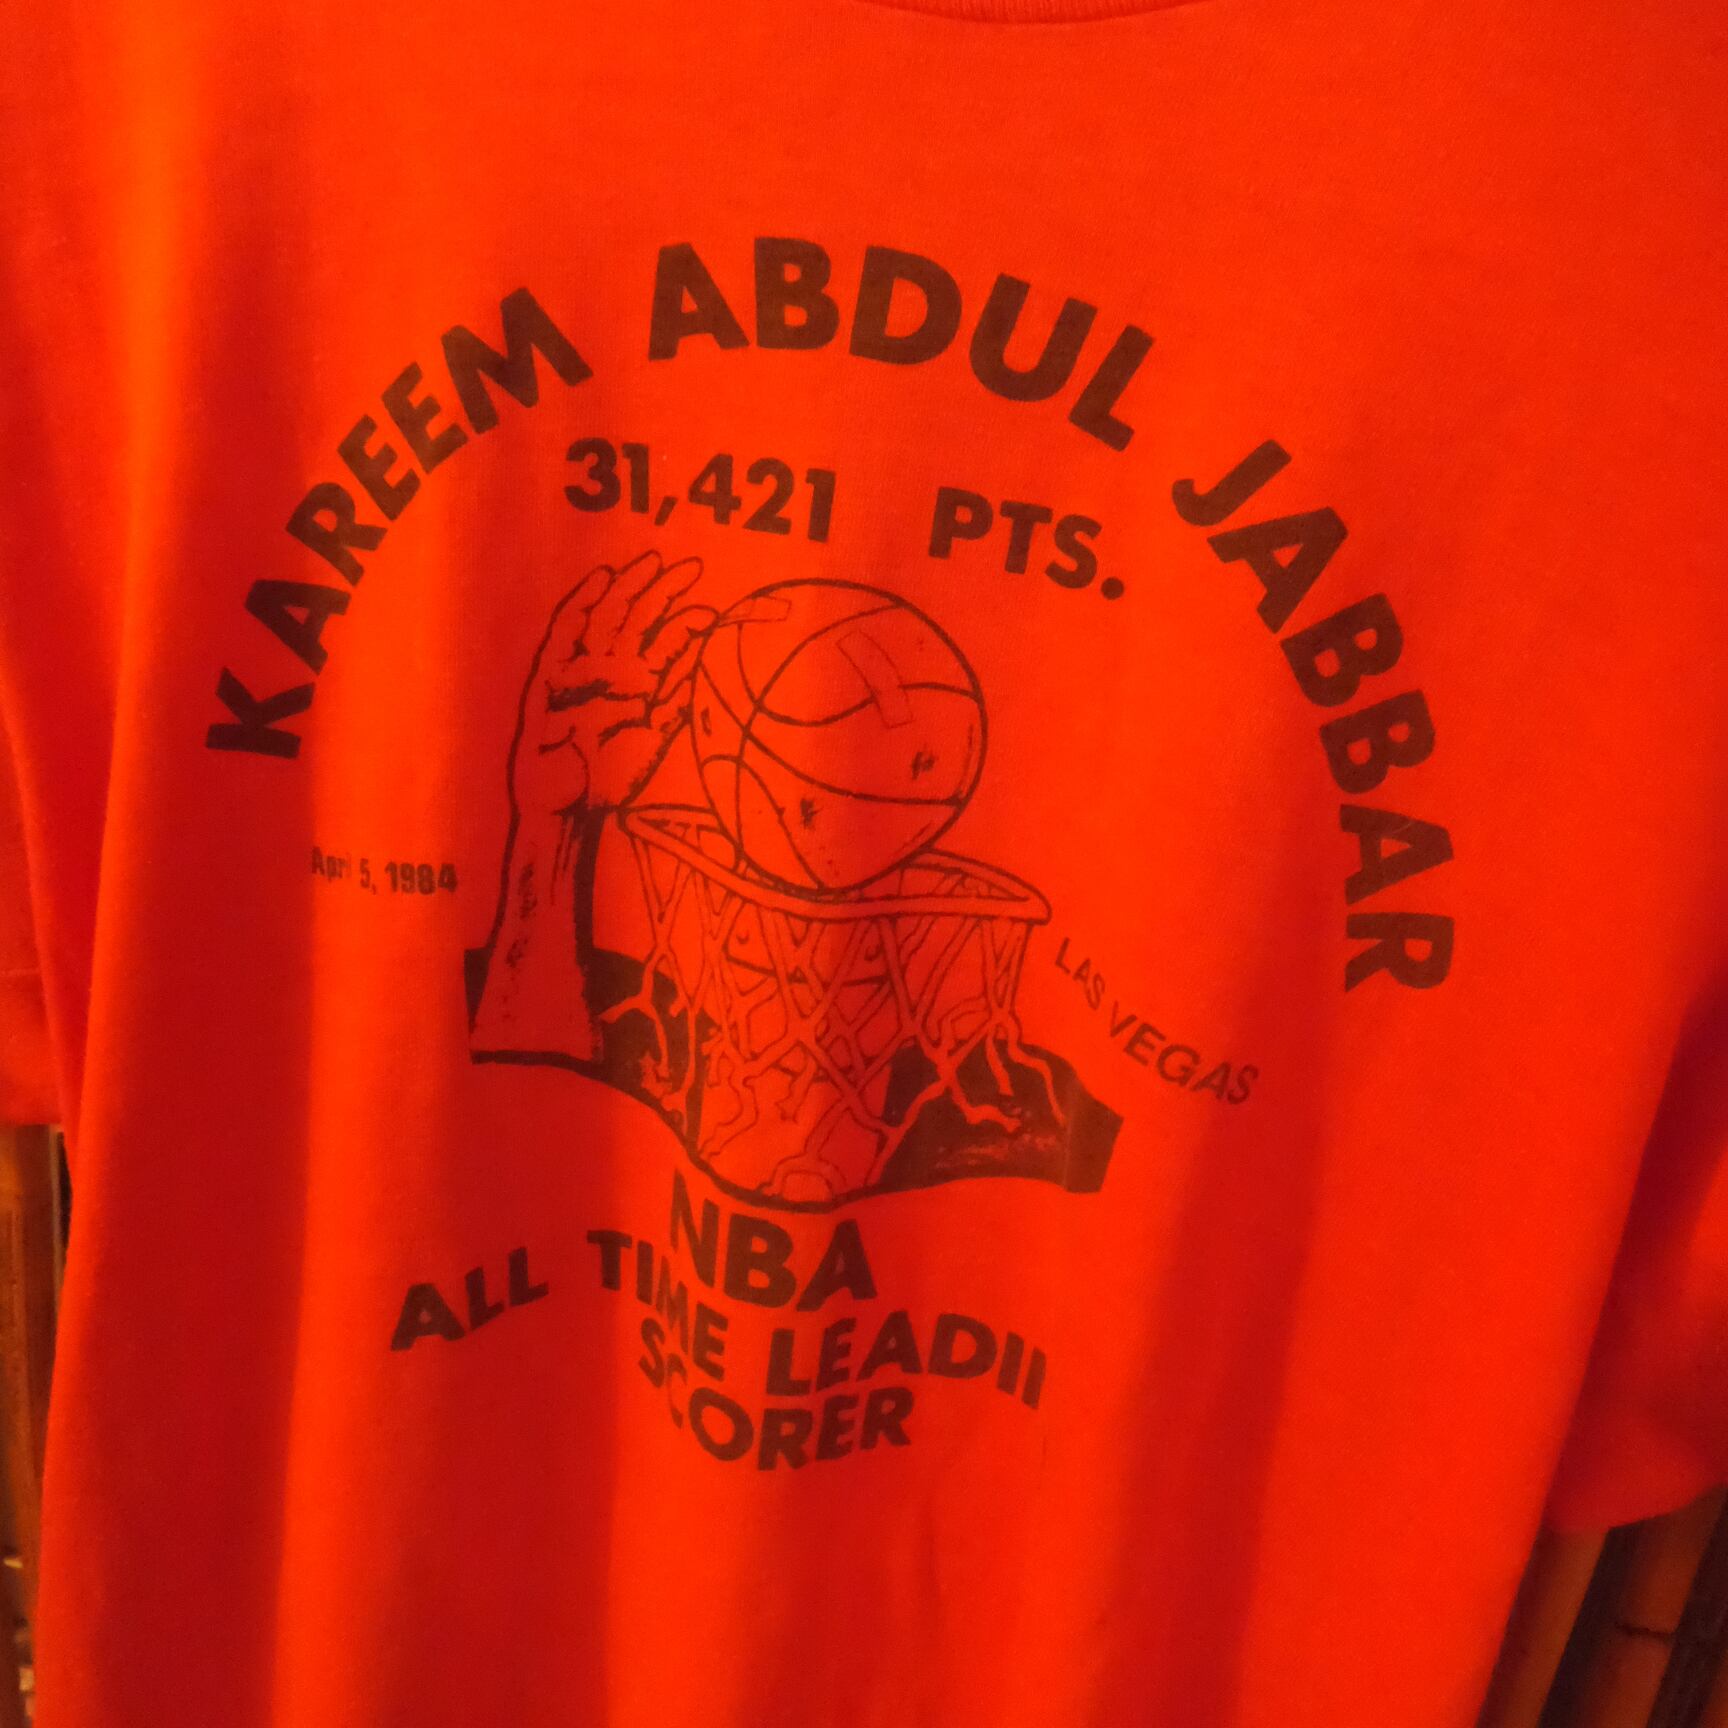 KAREEM ABDUL JABBAR
31,421 PTS.
April 5, 1984
LAS VEGAS
NBA
ALL TIME LEADII
SCORER